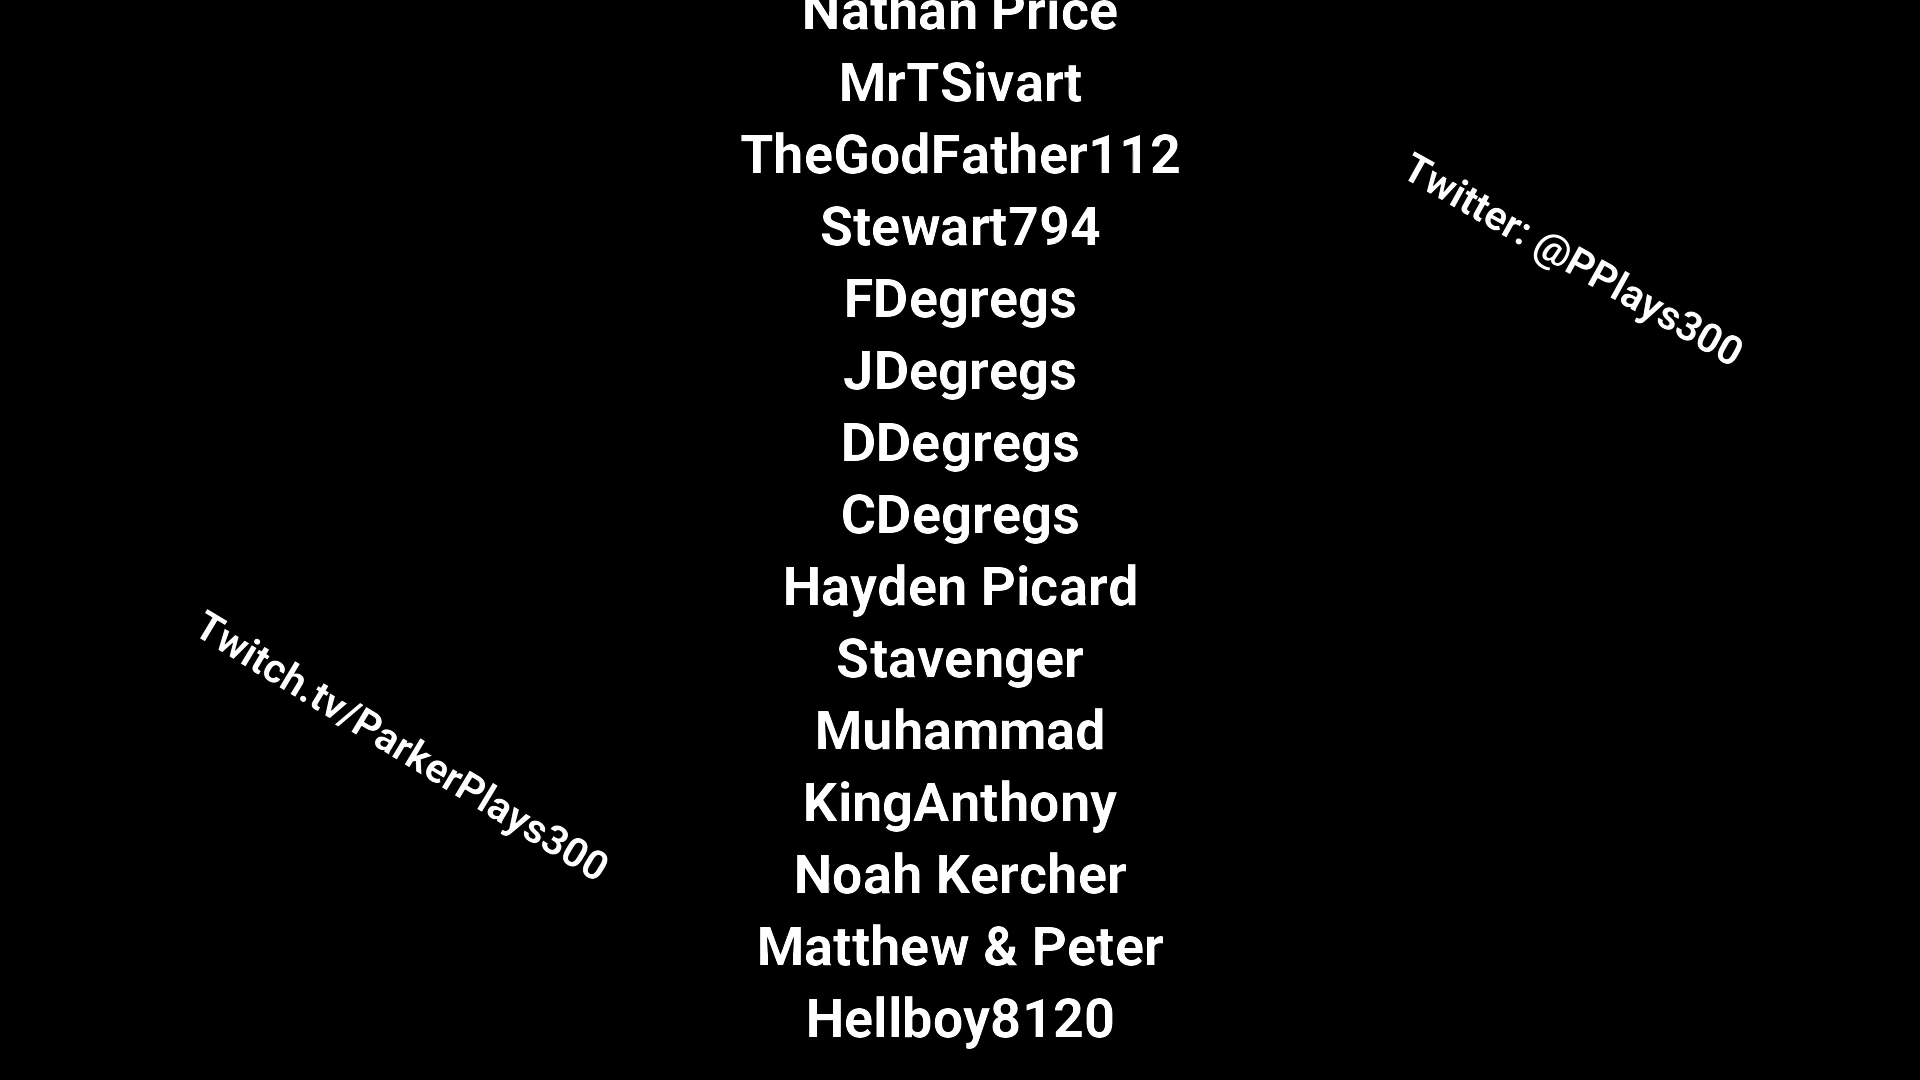 Nathan Price
MrTSivart
TheGodFather112
Stewart794
FDegregs
JDegregs
DDegregs
CDegregs
Hayden Picard
Stavenger
Muhammad
KingAnthony
Noah Kercher
Matthew & Peter
Hellboy8120
Twitter: @PPlays300
Twitch.tv/ParkerPlays300